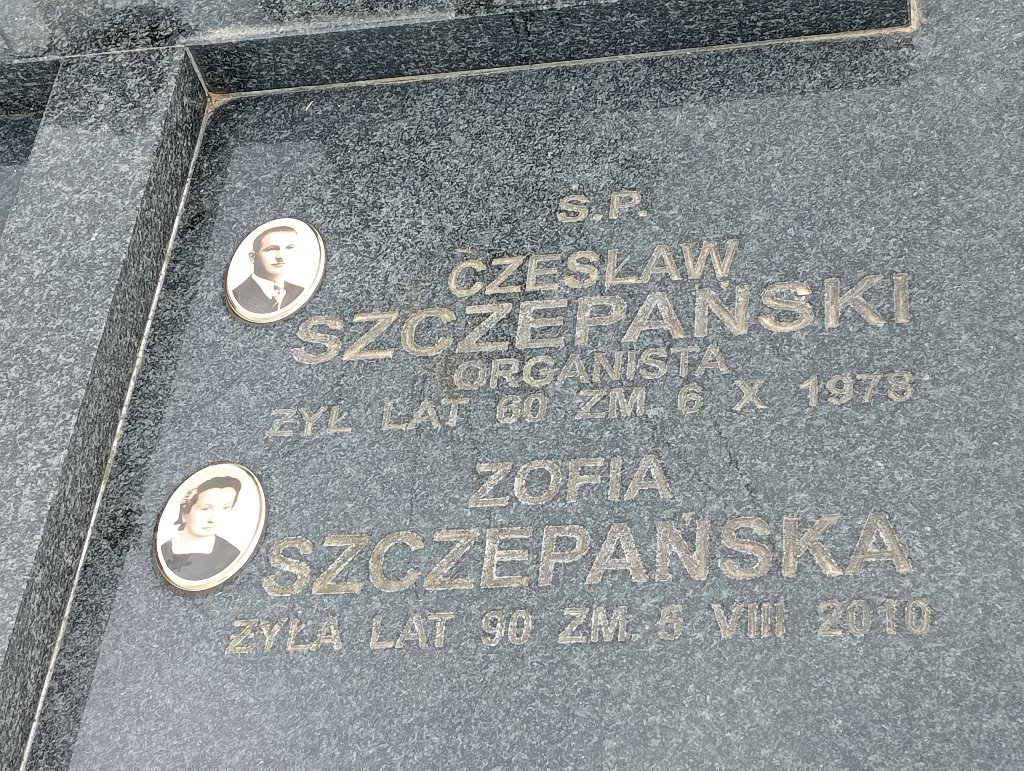 Ś.P.
CZESŁAW
SZCZEPAŃSKI
ORGANISTA
ŻYŁ LAT 60 ZM. 6 X 1978
ZOFIA
SZCZEPAŃSKA
ŻYŁA LAT 90 ZM. 5 VIII 2010